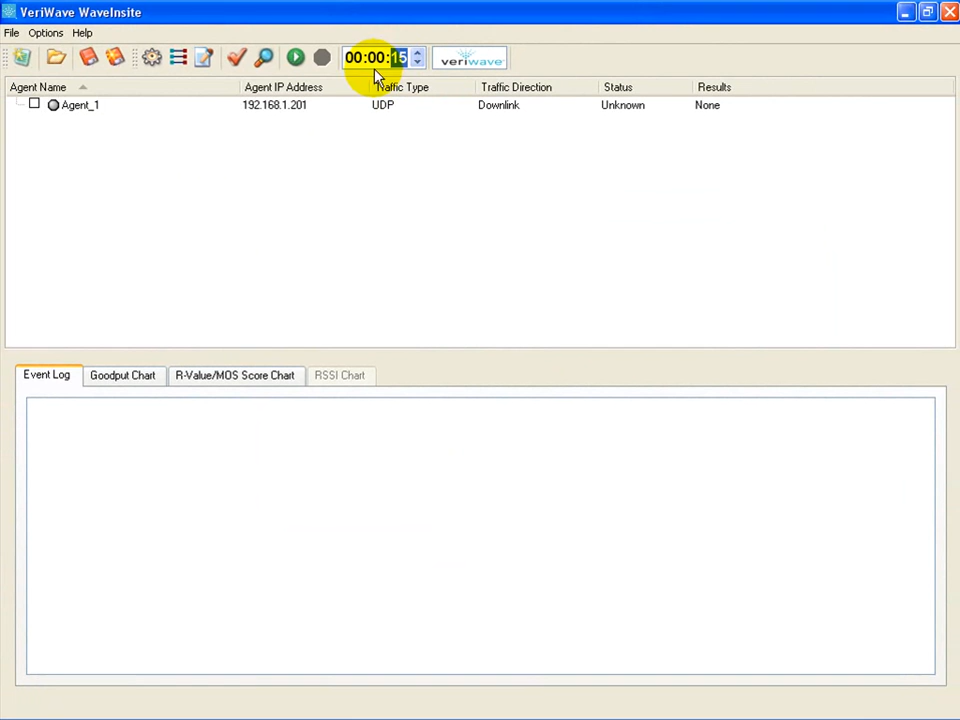 VeriWave WaveInsite
File Options Help
00:00:15 veriwave
Agent Name Agent IP Address Traffic Type Traffic Direction Status Results
Agent_1 192.168.1.201 UDP Downlink Unknown None
Event Log Goodput Chart R-Value/MOS Score Chart RSSI Chart